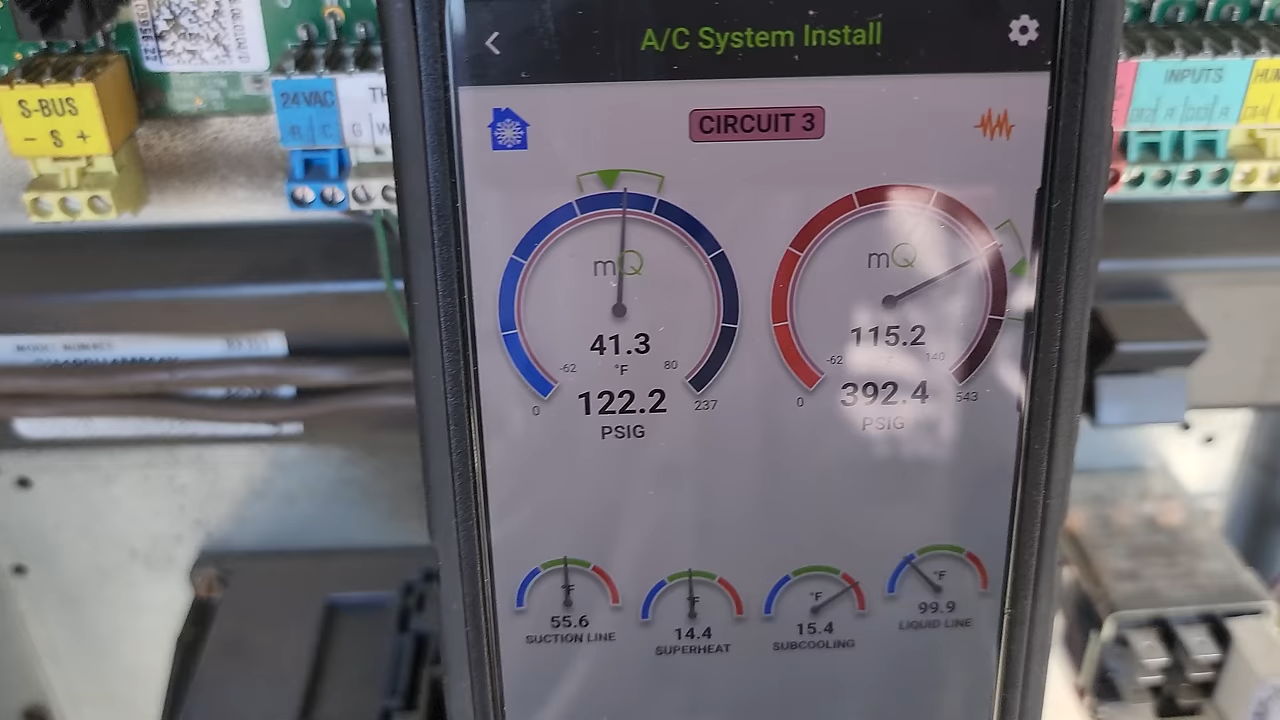 A/C System Install
S-BUS
- S +
24VAC
R C
TH
G W
INPUTS
CIRCUIT 3
mQ
41.3
°F
-62
80
0
122.2
237
PSIG
mQ
115.2
°F
-62
140
0
392.4
543
PSIG
°F
55.6
SUCTION LINE
°F
14.4
SUPERHEAT
°F
15.4
SUBCOOLING
°F
99.9
LIQUID LINE